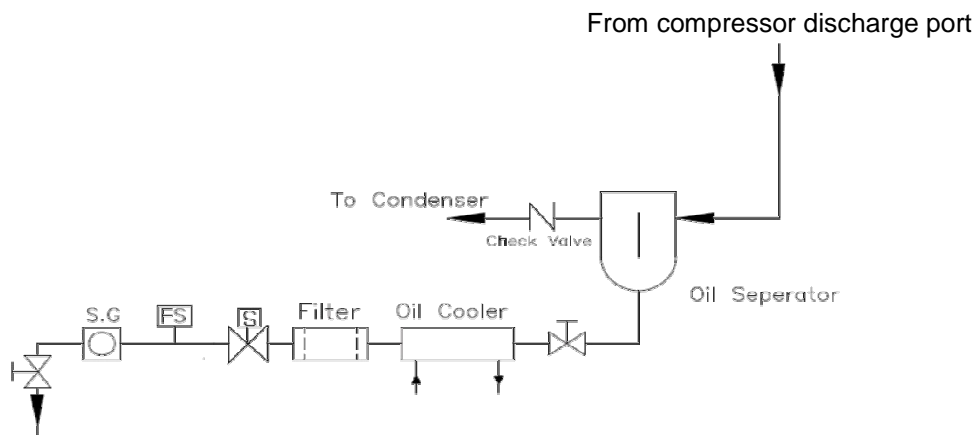 From compressor discharge port
To Condenser
Check Valve
Oil Seperator
S.G
FS
S
Filter
Oil Cooler